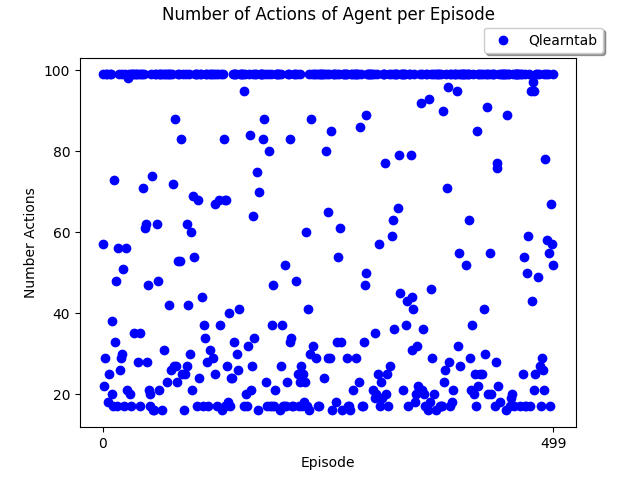 Number of Actions of Agent per Episode
Qlearntab
100
80
60
40
20
Number Actions
0
499
Episode